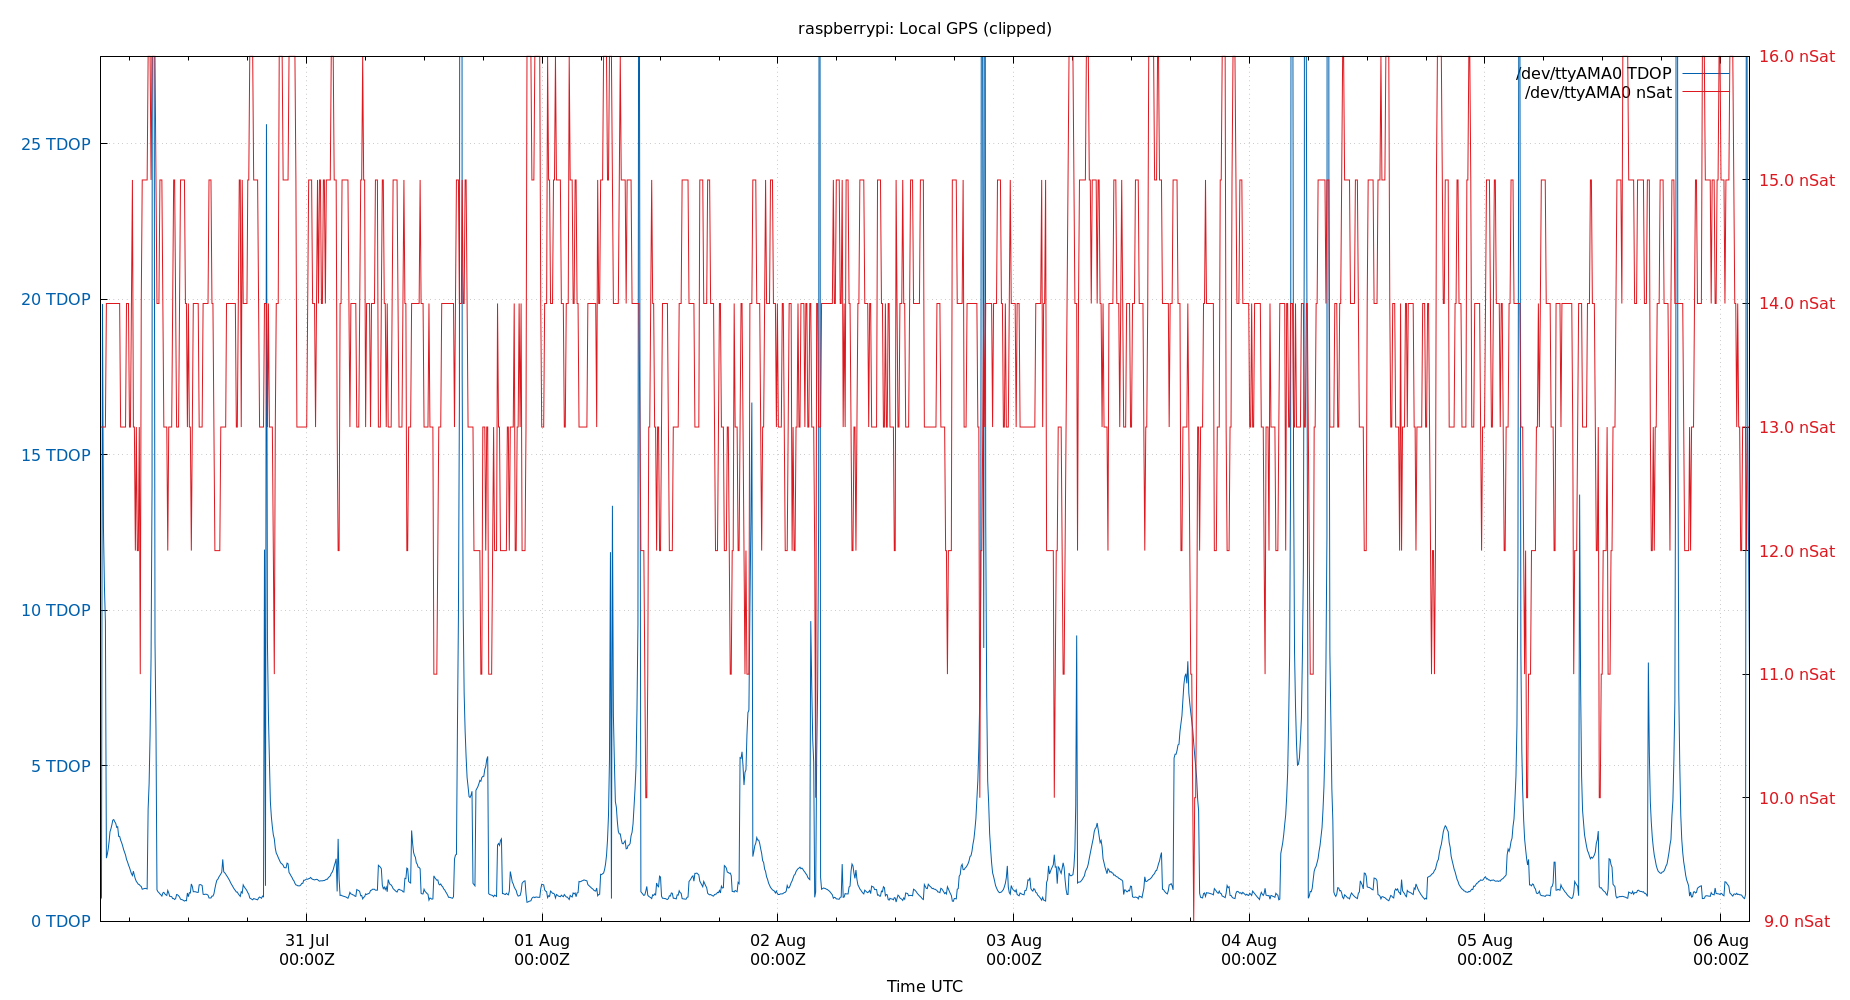 raspberrypi: Local GPS (clipped)
16.0 nSat
/dev/ttyAMA0 TDOP
/dev/ttyAMA0 nSat
25 TDOP
15.0 nSat
20 TDOP
14.0 nSat
15 TDOP
13.0 nSat
12.0 nSat
10 TDOP
11.0 nSat
5 TDOP
10.0 nSat
0 TDOP
9.0 nSat
31 Jul 01 Aug 02 Aug 03 Aug 04 Aug 05 Aug 06 Aug
00:00Z 00:00Z 00:00Z 00:00Z 00:00Z 00:00Z 00:00Z
Time UTC